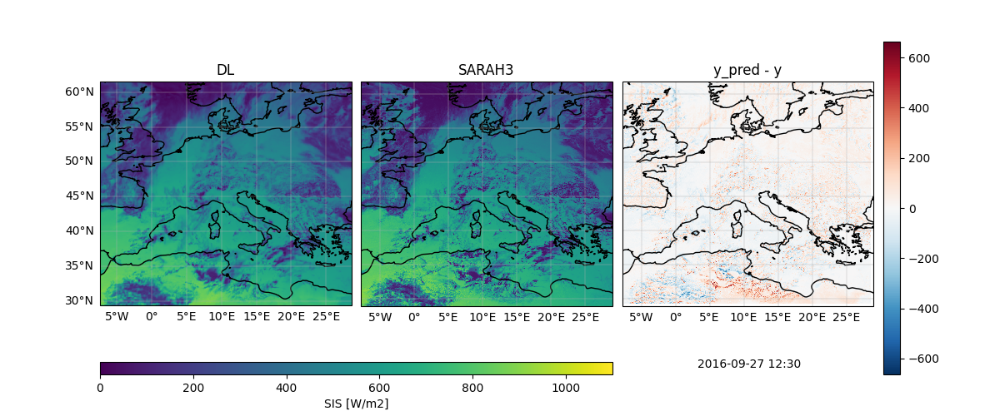 DL
SARAH3
y_pred - y
60°N
55°N
50°N
45°N
40°N
35°N
30°N
5°W 0° 5°E 10°E 15°E 20°E 25°E
5°W 0° 5°E 10°E 15°E 20°E 25°E
5°W 0° 5°E 10°E 15°E 20°E 25°E
600
400
200
0
−200
−400
−600
2016-09-27 12:30
0 200 400 600 800 1000
SIS [W/m2]